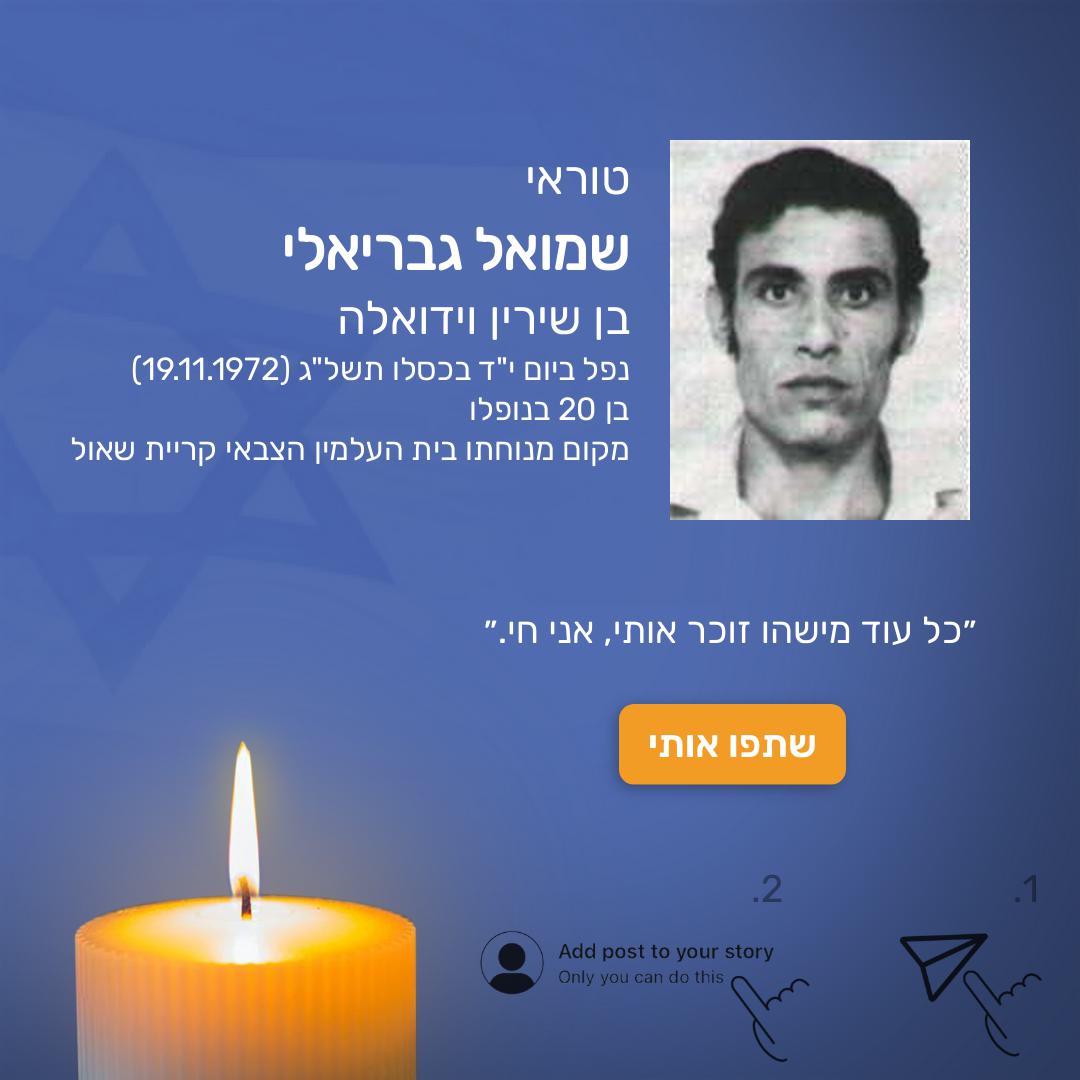 טוראי
שמואל גבריאלי
בן שירין וידואלה
נפל ביום י"ד בכסלו תשל"ג (19.11.1972)
בן 20 בנופלו
מקום מנוחתו בית העלמין הצבאי קריית שאול
"כל עוד מישהו זוכר אותי, אני חי."
שתפו אותי
.1
.2
Add post to your story
Only you can do this